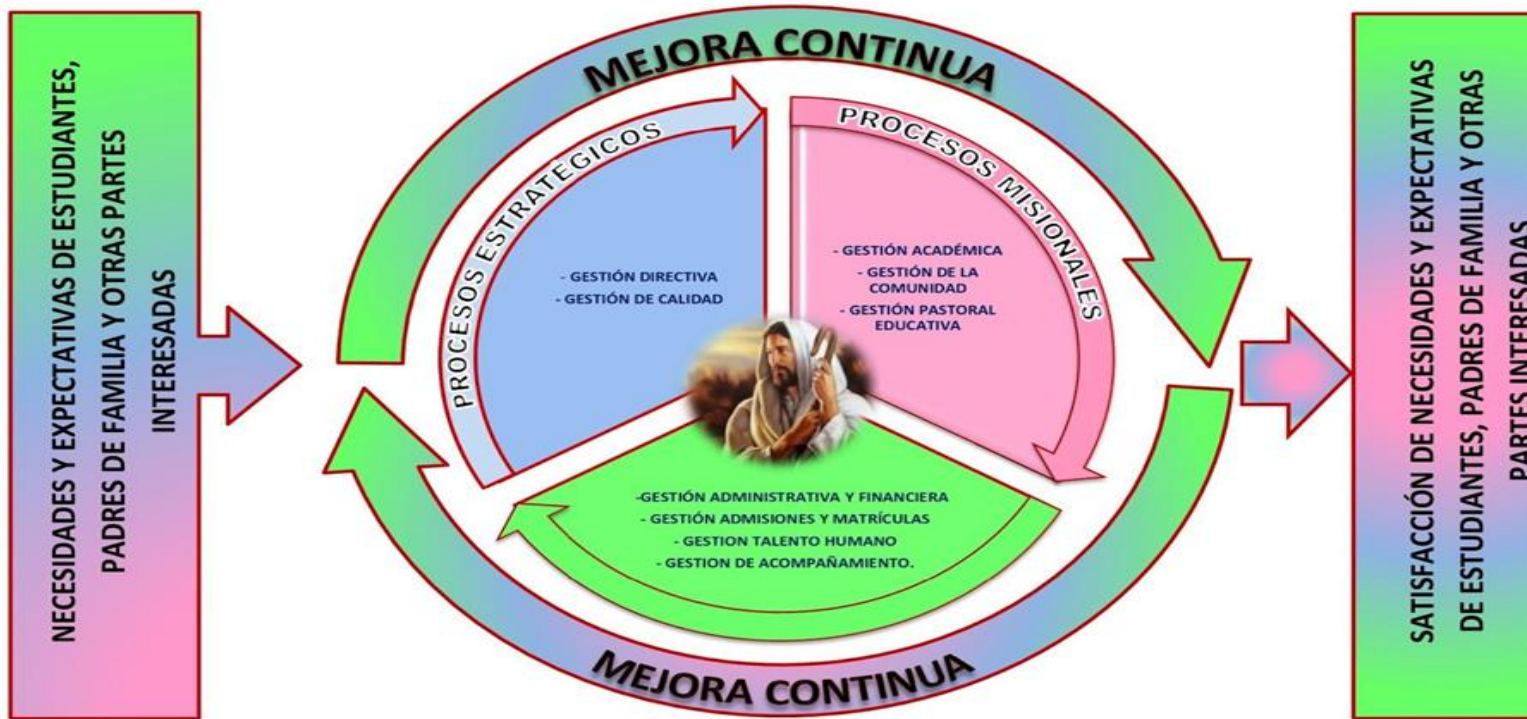 NECESIDADES Y EXPECTATIVAS DE ESTUDIANTES,
PADRES DE FAMILIA Y OTRAS PARTES
INTERESADAS
MEJORA CONTINUA
PROCESOS ESTRATEGICOS
- GESTIÓN DIRECTIVA
- GESTIÓN DE CALIDAD
PROCESOS MISIONALES
- GESTIÓN ACADÉMICA
- GESTIÓN DE LA
COMUNIDAD
- GESTIÓN PASTORAL
EDUCATIVA
-GESTIÓN ADMINISTRATIVA Y FINANCIERA
- GESTIÓN ADMISIONES Y MATRÍCULAS
- GESTION TALENTO HUMANO
- GESTION DE ACOMPAÑAMIENTO.
MEJORA CONTINUA
SATISFACCIÓN DE NECESIDADES Y EXPECTATIVAS
DE ESTUDIANTES, PADRES DE FAMILIA Y OTRAS
PARTES INTERESADAS